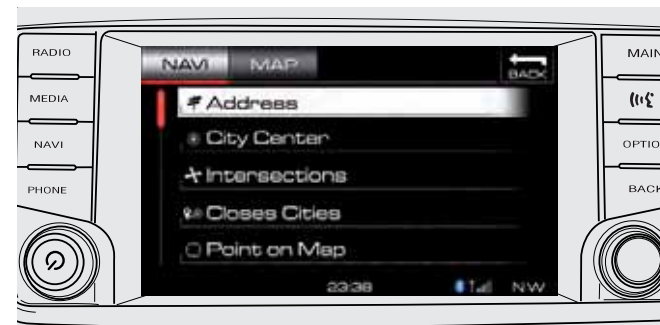 RADIO
MEDIA
NAVI
PHONE
NAVI MAP
BACK
# Address
City Center
Intersections
Closes Cities
Point on Map
23:38
NW
MAIN
OPTIO
BACK